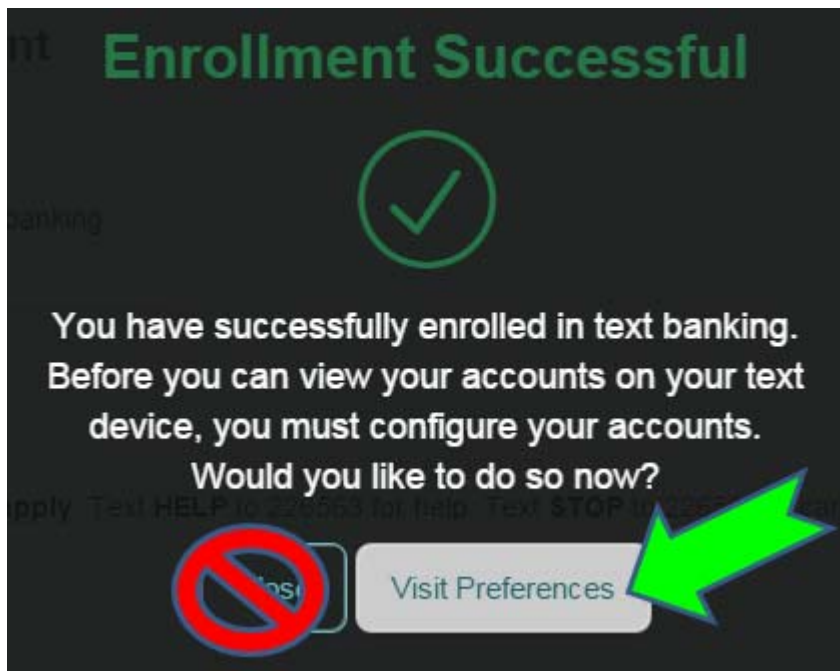 nt
Enrollment Successful
banking
You have successfully enrolled in text banking.
Before you can view your accounts on your text
device, you must configure your accounts.
Would you like to do so now?
apply Text HELP to 226563 for help. Text STOP to
Visit Preferences